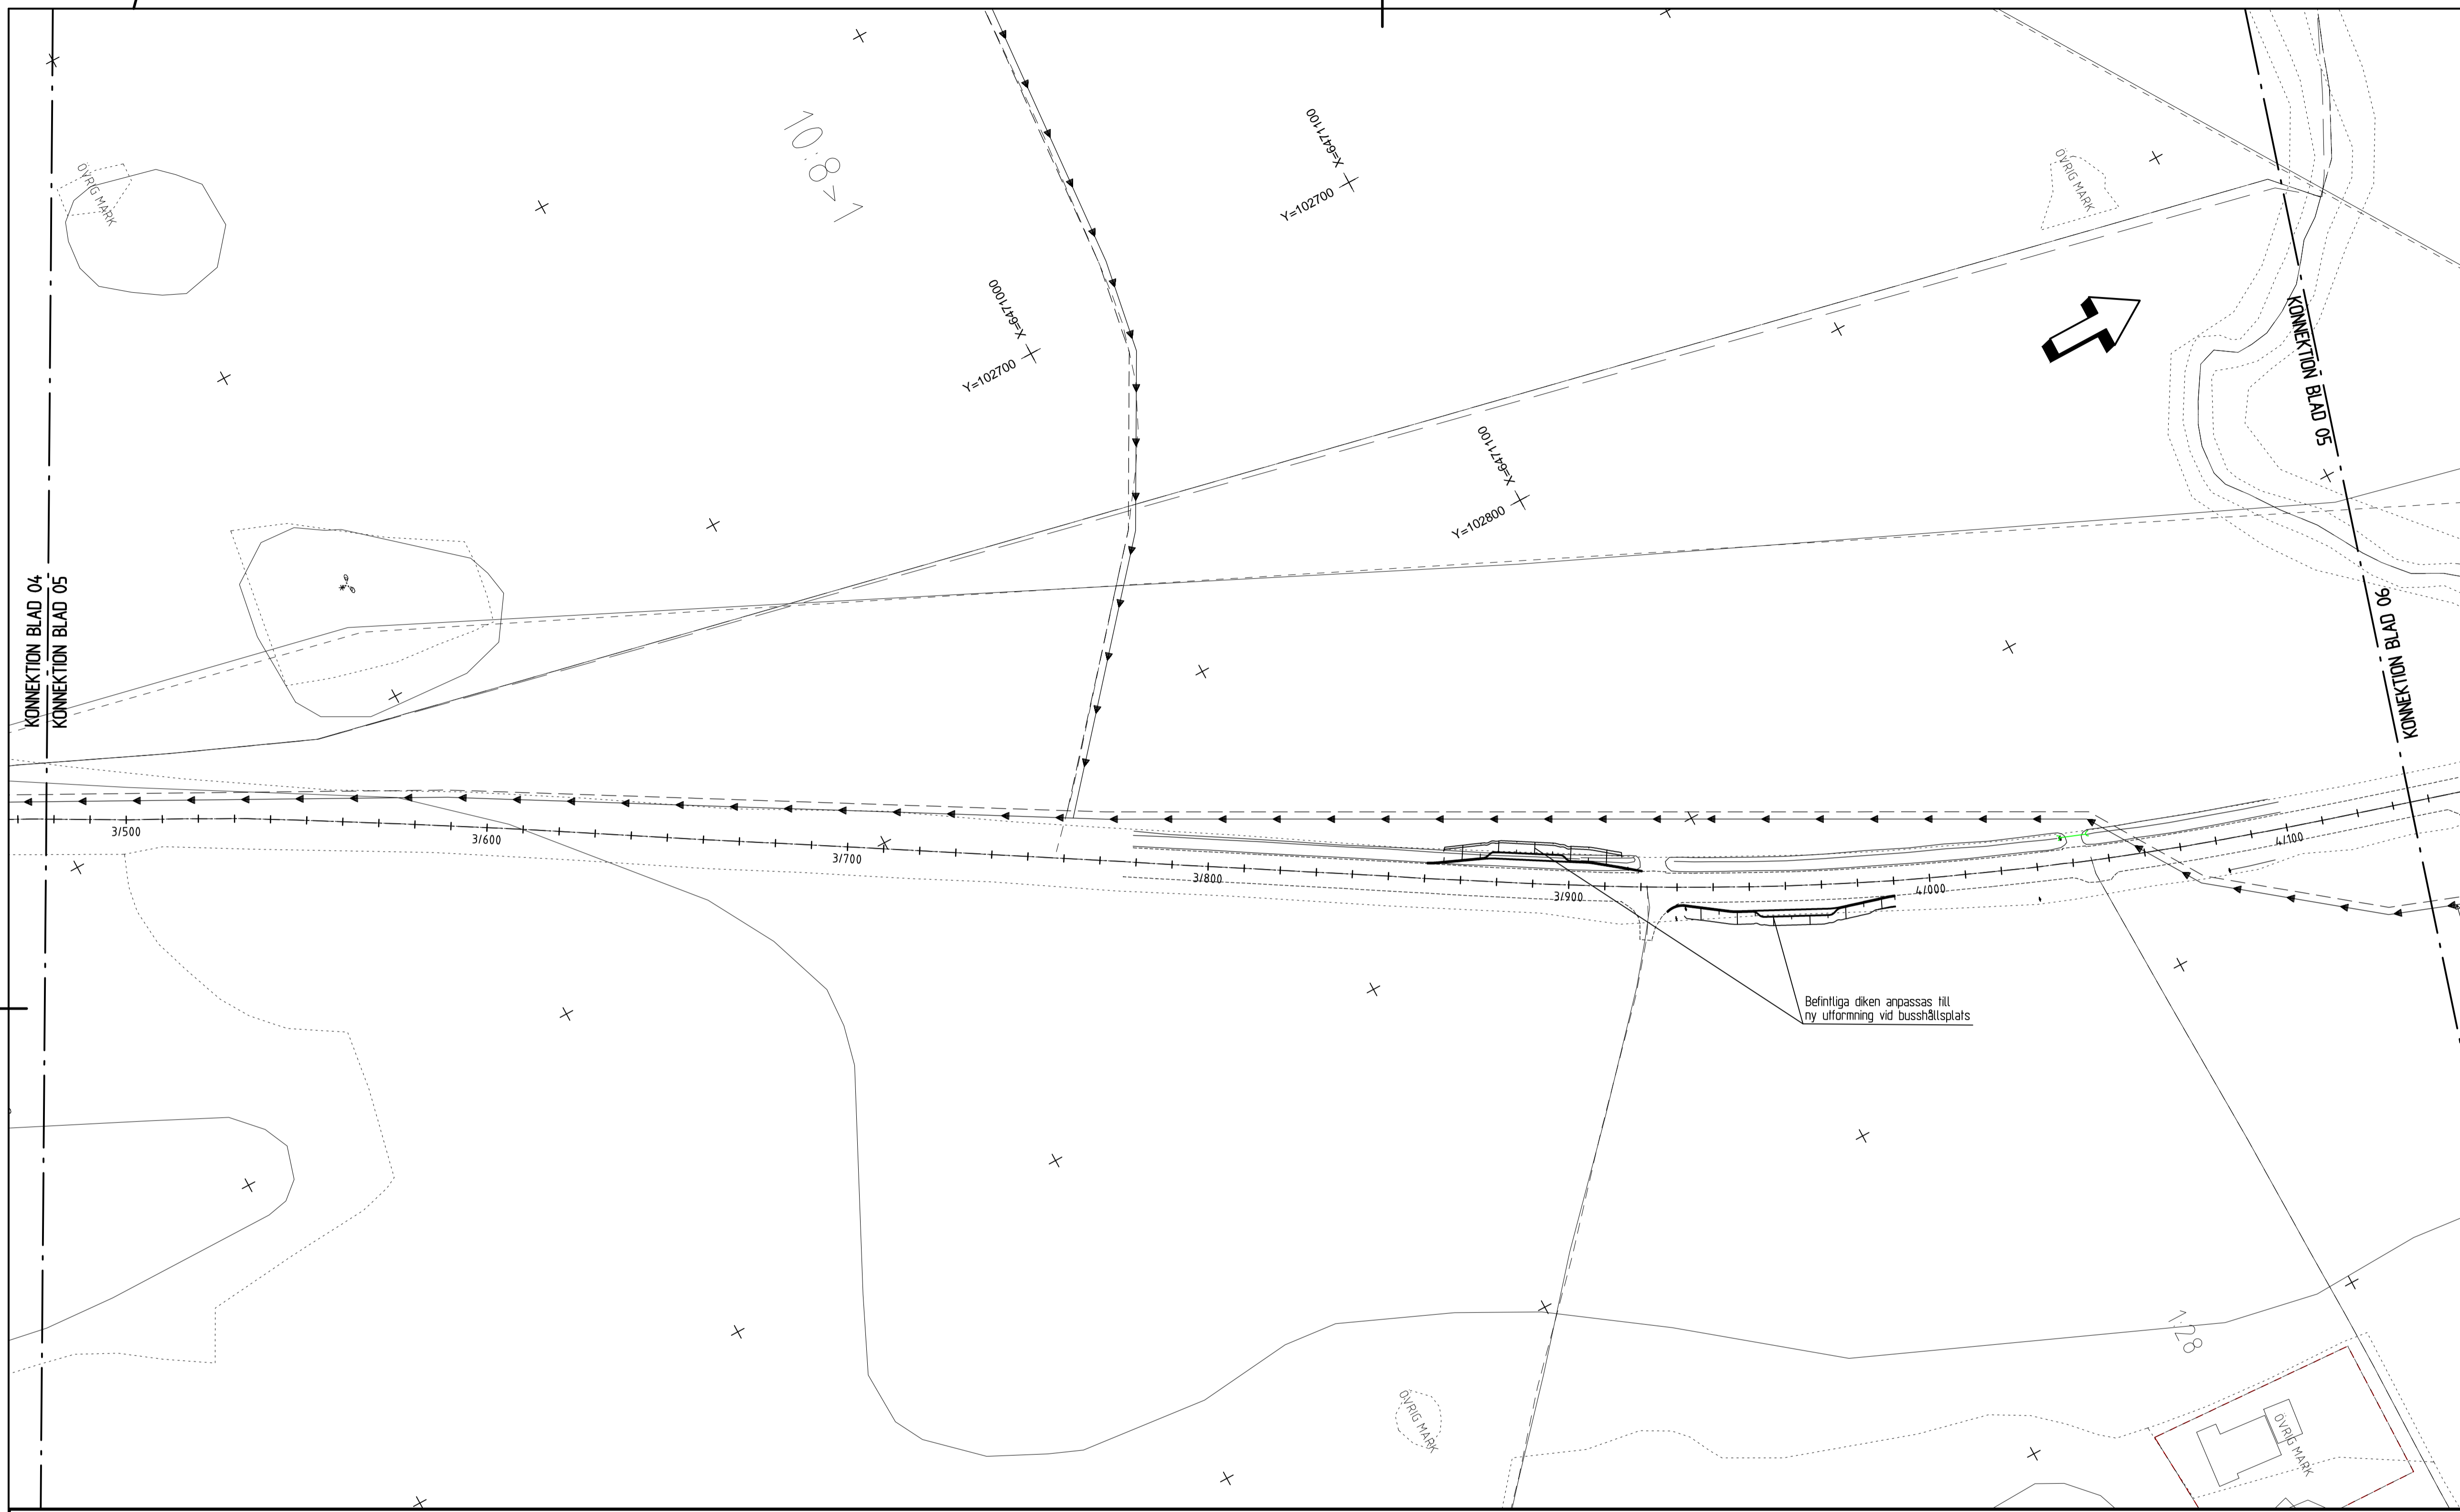 ÖVRIG MARK
10:8>1
X=6471100
Y=102700
ÖVRIG MARK
X=6471000
Y=102700
KONNEKTION BLAD 05
X=6471100
Y=102800
KONNEKTION BLAD 04
KONNEKTION BLAD 05
KONNEKTION BLAD 06
3/500
3/600
3/700
3/800
3/900
4/000
4/100
Befintliga diken anpassas till
ny utformning vid busshållsplats
1:28
ÖVRIG MARK
ÖVRIG MARK